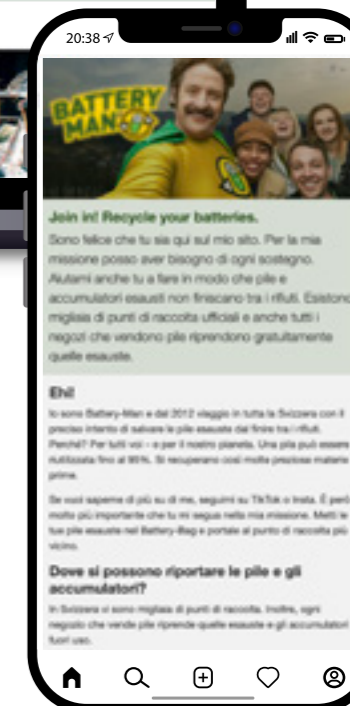 20:38
BATTERY
MAN
Join in! Recycle your batteries.
Sono felice che tu sia qui sul mio sito. Per la mia
missione posso aver bisogno di ogni sostegno.
Aiutami anche tu a fare in modo che pile e
accumulatori esausti non finiscano tra i rifiuti. Esistono
migliaia di punti di raccolta ufficiali e anche tutti i
negozi che vendono pile riprendono gratuitamente
quelle esauste.
Ehi!
Io sono Battery-Man e dal 2012 viaggio in tutta la Svizzera con il
preciso intento di salvare le pile esauste dal finire tra i rifiuti.
Perché? Per tutti voi – e per il nostro pianeta. Una pila può essere
riutilizzata fino al 95%. Si recuperano così molte preziose materie
prime.
Se vuoi saperne di più su di me, seguimi su TikTok o Insta. È però
molto più importante che tu mi segua nella mia missione. Metti le
tue pile esauste nel Battery-Bag e portale al punto di raccolta più
vicino.
Dove si possono riportare le pile e gli
accumulatori?
In Svizzera vi sono migliaia di punti di raccolta. Inoltre, ogni
negozio che vende pile riprende quelle esauste e gli accumulatori
fuori uso.